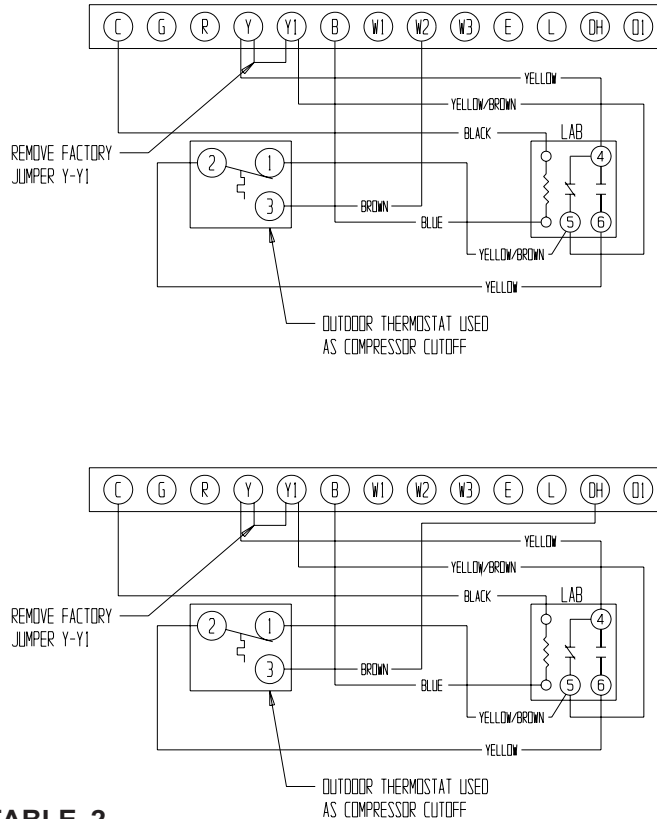 C G R Y Y1 B W1 W2 W3 E L DH O1
YELLOW
YELLOW/BROWN
BLACK
LAB
REMOVE FACTORY
JUMPER Y-Y1
2 1
4
3
BROWN
BLUE
5 6
YELLOW/BROWN
YELLOW
OUTDOOR THERMOSTAT USED
AS COMPRESSOR CUTOFF
C G R Y Y1 B W1 W2 W3 E L DH O1
YELLOW
YELLOW/BROWN
BLACK
LAB
REMOVE FACTORY
JUMPER Y-Y1
2 1
4
3
BROWN
BLUE
5 6
YELLOW/BROWN
YELLOW
OUTDOOR THERMOSTAT USED
AS COMPRESSOR CUTOFF
TABLE 2